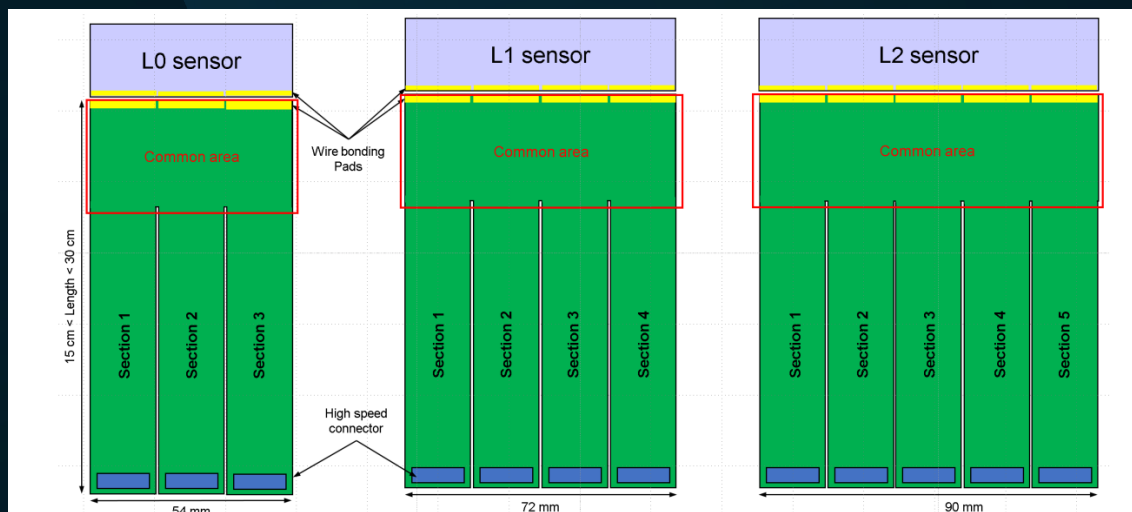 L0 sensor
L1 sensor
L2 sensor
Common area
Wire bonding
Pads
Common area
Common area
15 cm < Length < 30 cm
Section 1
Section 2
Section 3
Section 1
Section 2
Section 3
Section 4
Section 1
Section 2
Section 3
Section 4
Section 5
High speed
connector
54 mm
72 mm
90 mm